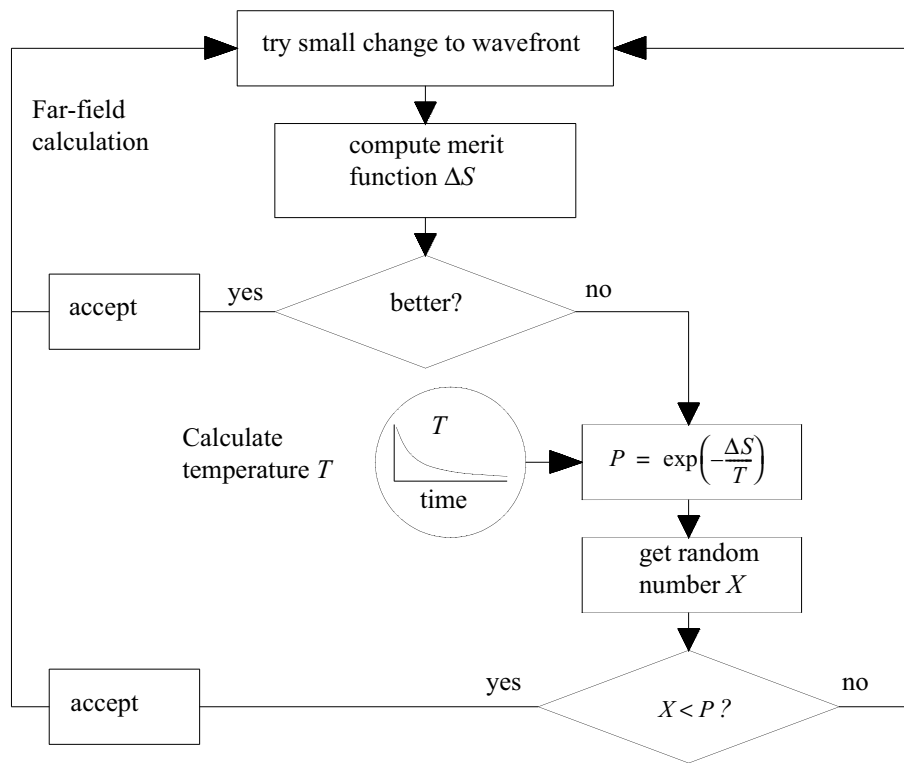 try small change to wavefront
Far-field
calculation
compute merit
function ΔS
better?
yes
no
accept
Calculate
temperature T
T
time
P = exp(-ΔS/T)
get random
number X
X < P ?
yes
no
accept